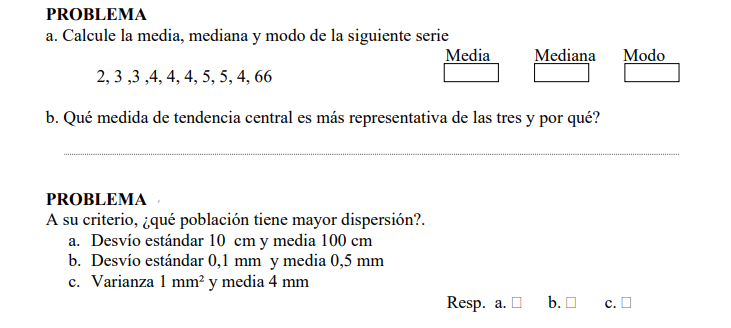 PROBLEMA
a. Calcule la media, mediana y modo de la siguiente serie
Media Mediana Modo
2, 3 ,3 ,4, 4, 4, 5, 5, 4, 66
b. Qué medida de tendencia central es más representativa de las tres y por qué?
PROBLEMA
A su criterio, ¿qué población tiene mayor dispersión?.
a. Desvío estándar 10 cm y media 100 cm
b. Desvío estándar 0,1 mm y media 0,5 mm
c. Varianza 1 mm² y media 4 mm
Resp. a. □ b. □ c. □